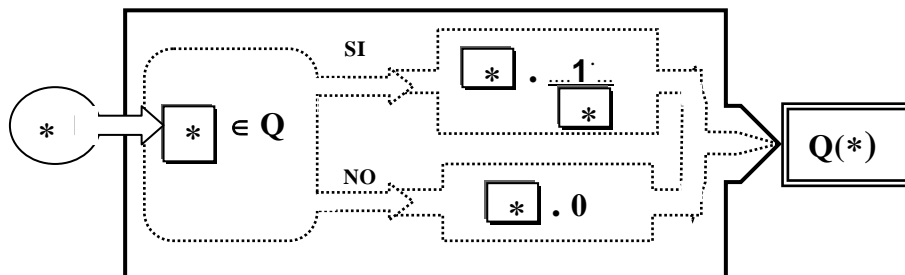 SI
* . 1
*
* * ∈ Q
Q(*)
NO
* . 0